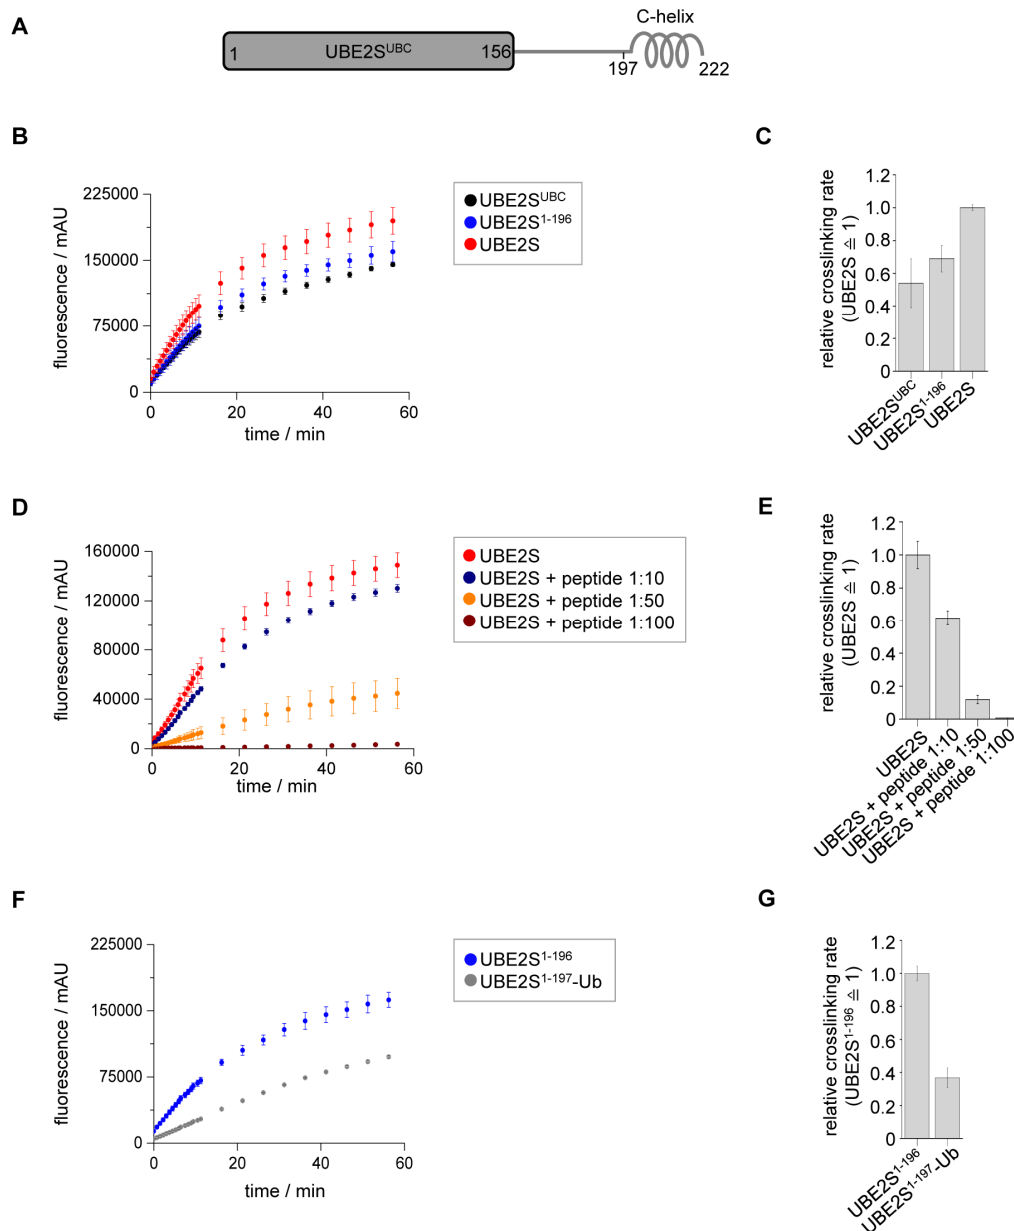 A
C-helix
1
UBE2S^UBC
156
197
222
B
225000
150000
75000
0
fluorescence / mAU
0
20
40
60
time / min
UBE2S^UBC
UBE2S^1-196
UBE2S
C
relative crosslinking rate
(UBE2S ≙ 1)
1.2
1.0
0.8
0.6
0.4
0.2
0
UBE2S^UBC
UBE2S^1-196
UBE2S
D
160000
120000
80000
40000
0
fluorescence / mAU
0
20
40
60
time / min
UBE2S
UBE2S + peptide 1:10
UBE2S + peptide 1:50
UBE2S + peptide 1:100
E
relative crosslinking rate
(UBE2S ≙ 1)
1.2
1.0
0.8
0.6
0.4
0.2
0
UBE2S
UBE2S + peptide 1:10
UBE2S + peptide 1:50
UBE2S + peptide 1:100
F
225000
150000
75000
0
fluorescence / mAU
0
20
40
60
time / min
UBE2S^1-196
UBE2S^1-197-Ub
G
relative crosslinking rate
(UBE2S^1-196 ≙ 1)
1.2
1.0
0.8
0.6
0.4
0.2
0
UBE2S^1-196
UBE2S^1-197-Ub